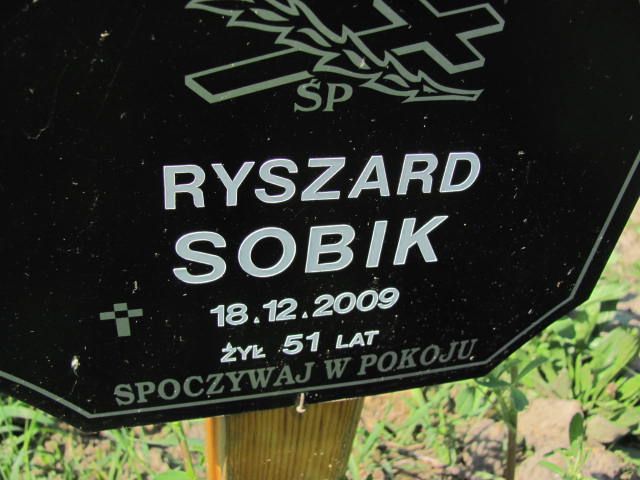 ŚP
RYSZARD
SOBIK
18.12.2009
ŻYŁ 51 LAT
SPOCZYWAJ W POKOJU